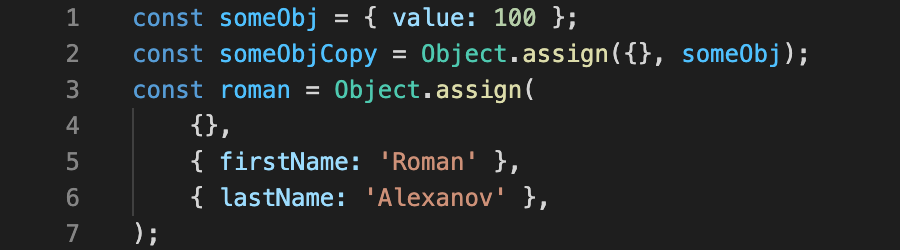 1 const someObj = { value: 100 };
2 const someObjCopy = Object.assign({}, someObj);
3 const roman = Object.assign(
4     {},
5     { firstName: 'Roman' },
6     { lastName: 'Alexanov' },
7 );